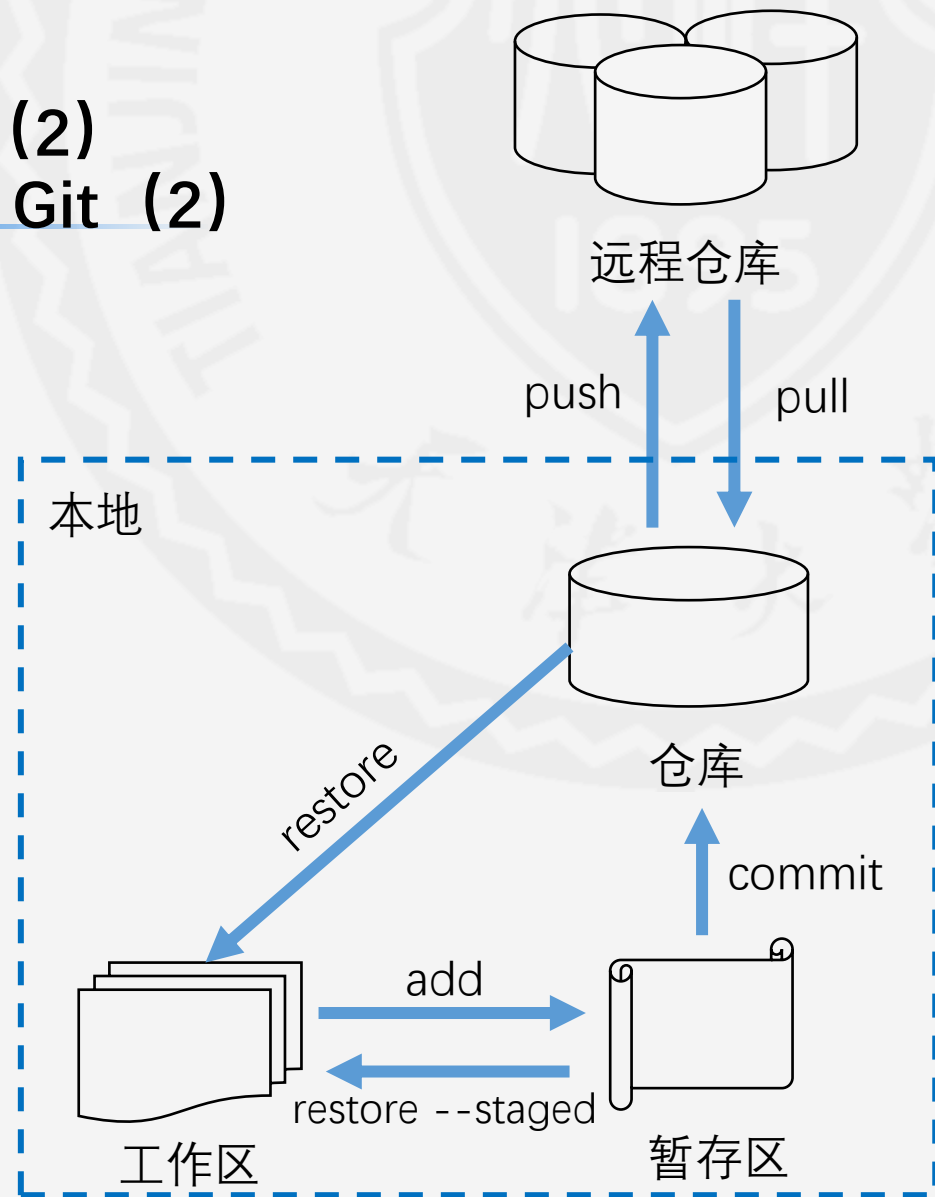 (2)
Git (2)
远程仓库
push
pull
本地
restore
仓库
commit
add
restore --staged
工作区
暂存区
1895